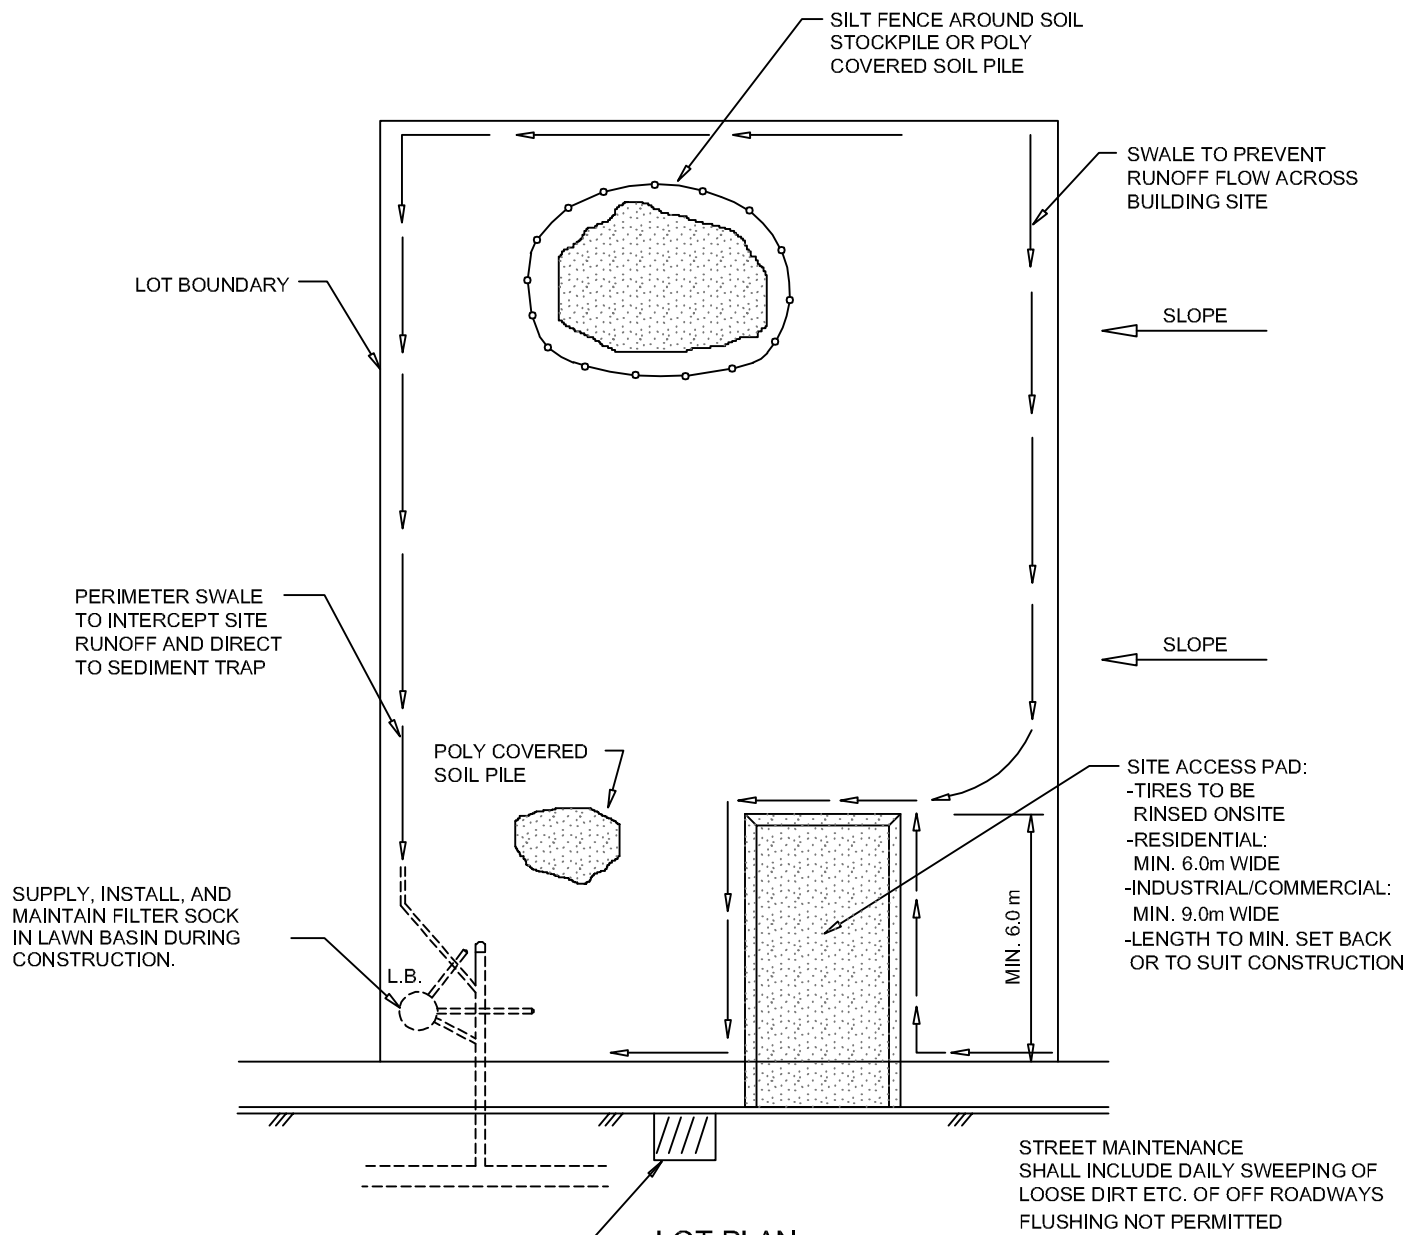 SILT FENCE AROUND SOIL
STOCKPILE OR POLY
COVERED SOIL PILE
SWALE TO PREVENT
RUNOFF FLOW ACROSS
BUILDING SITE
LOT BOUNDARY
SLOPE
PERIMETER SWALE
TO INTERCEPT SITE
RUNOFF AND DIRECT
TO SEDIMENT TRAP
SLOPE
POLY COVERED
SOIL PILE
SITE ACCESS PAD:
-TIRES TO BE
RINSED ONSITE
-RESIDENTIAL:
MIN. 6.0m WIDE
-INDUSTRIAL/COMMERCIAL:
MIN. 9.0m WIDE
-LENGTH TO MIN. SET BACK
OR TO SUIT CONSTRUCTION
SUPPLY, INSTALL, AND
MAINTAIN FILTER SOCK
IN LAWN BASIN DURING
CONSTRUCTION.
L.B.
MIN. 6.0 m
STREET MAINTENANCE
SHALL INCLUDE DAILY SWEEPING OF
LOOSE DIRT ETC. OF OFF ROADWAYS
FLUSHING NOT PERMITTED
LOT PLAN